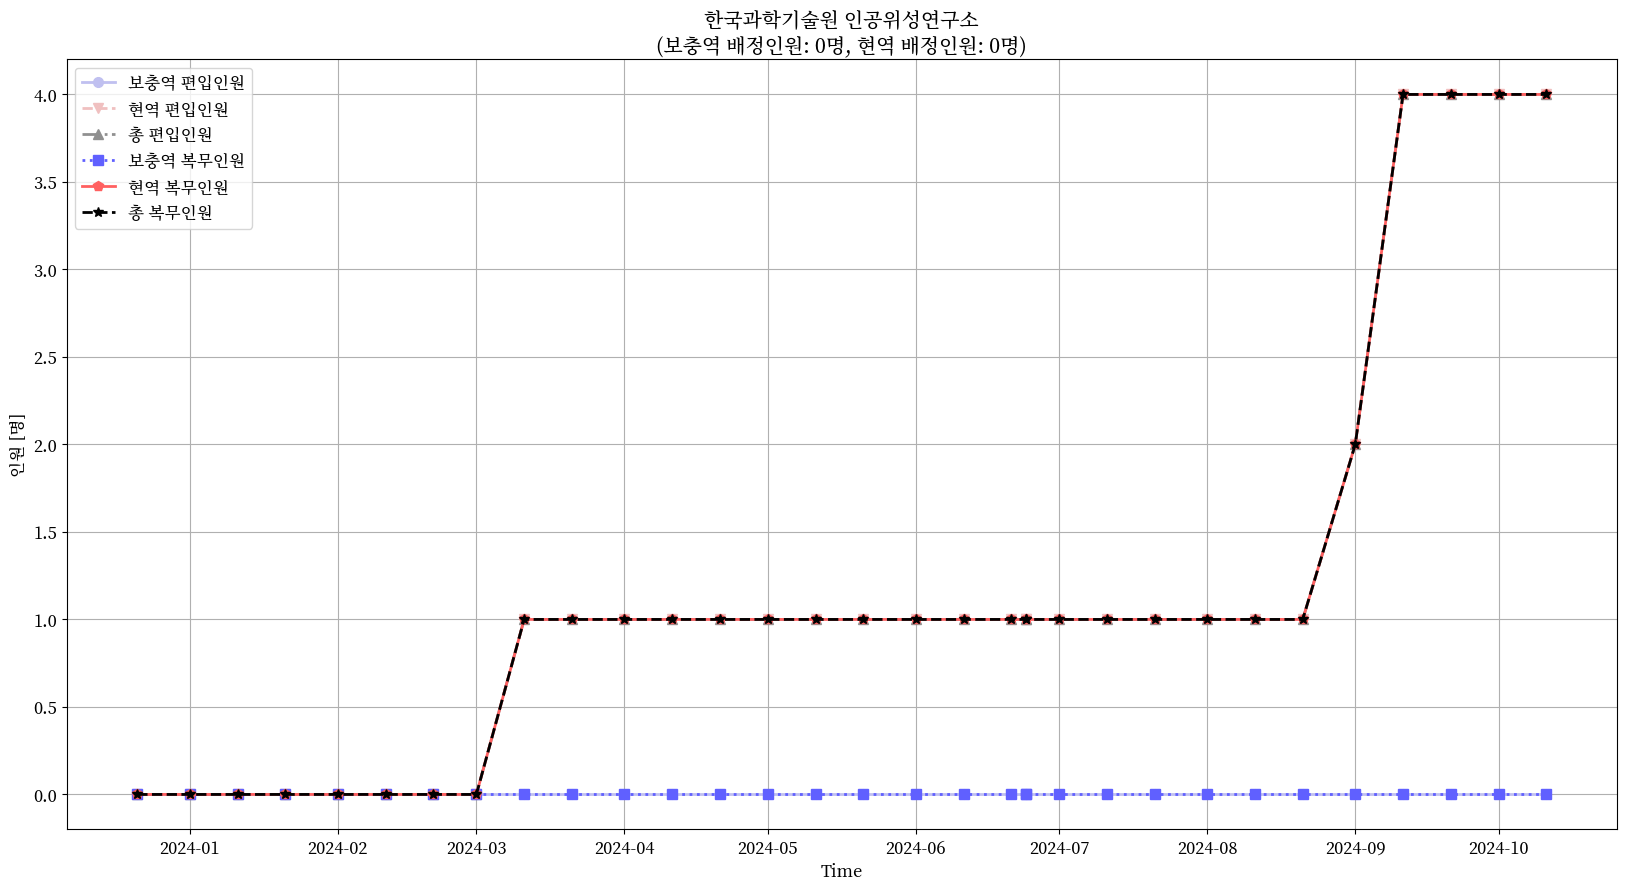 한국과학기술원 인공위성연구소
(보충역 배정인원: 0명, 현역 배정인원: 0명)
보충역 편입인원
현역 편입인원
총 편입인원
보충역 복무인원
현역 복무인원
총 복무인원
인원 [명]
4.0
3.5
3.0
2.5
2.0
1.5
1.0
0.5
0.0
2024-01 2024-02 2024-03 2024-04 2024-05 2024-06 2024-07 2024-08 2024-09 2024-10
Time